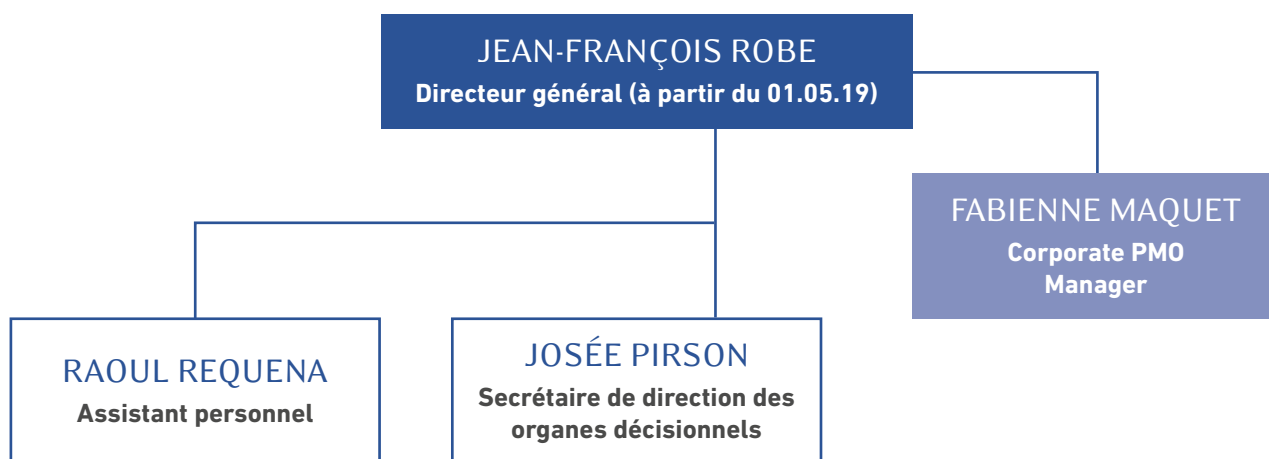 JEAN-FRANÇOIS ROBE
Directeur général (à partir du 01.05.19)
FABIENNE MAQUET
Corporate PMO
Manager
RAOUL REQUENA
Assistant personnel
JOSÉE PIRSON
Secrétaire de direction des
organes décisionnels